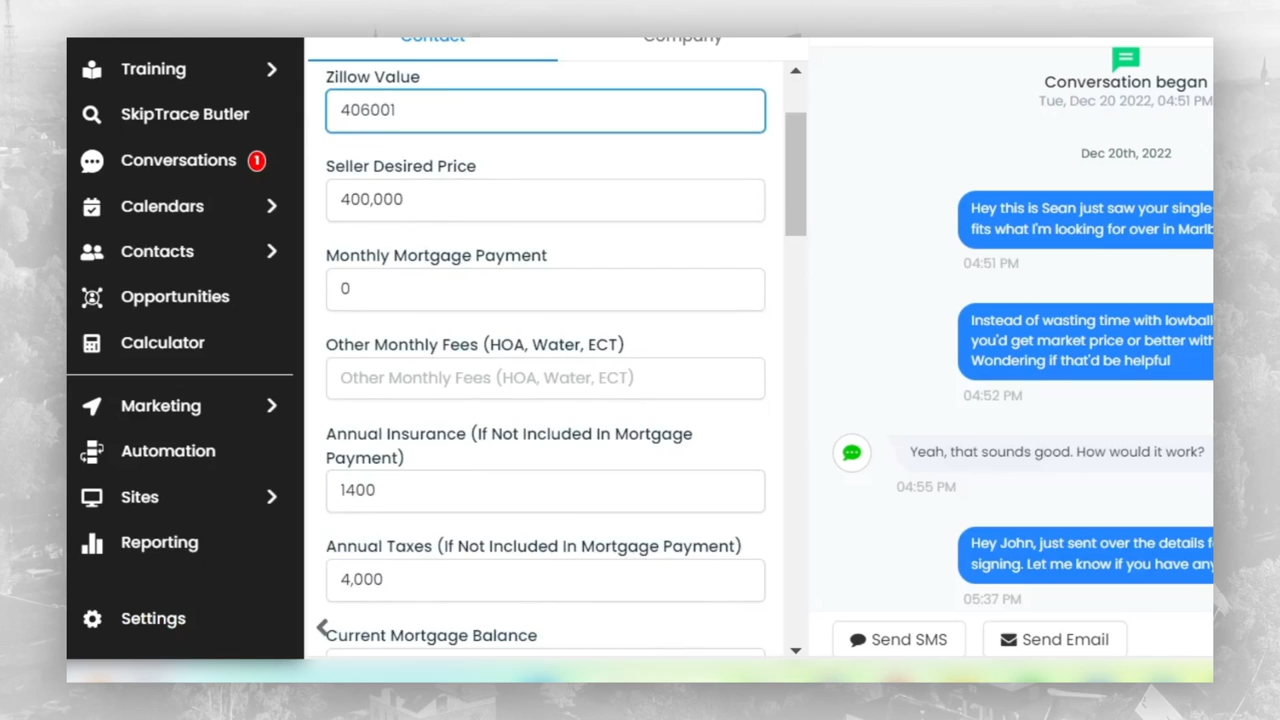 Training
SkipTrace Butler
Conversations 1
Calendars
Contacts
Opportunities
Calculator
Marketing
Automation
Sites
Reporting
Settings
Contact
Company
Zillow Value
406001
Seller Desired Price
400,000
Monthly Mortgage Payment
0
Other Monthly Fees (HOA, Water, ECT)
Other Monthly Fees (HOA, Water, ECT)
Annual Insurance (If Not Included In Mortgage
Payment)
1400
Annual Taxes (If Not Included In Mortgage Payment)
4,000
Current Mortgage Balance
Conversation began
Tue, Dec 20 2022, 04:51 PM
Dec 20th, 2022
Hey this is Sean just saw your single-
fits what I'm looking for over in Marlb
04:51 PM
Instead of wasting time with lowball
you'd get market price or better with
Wondering if that'd be helpful
04:52 PM
Yeah, that sounds good. How would it work?
04:55 PM
Hey John, just sent over the details f
signing. Let me know if you have any
05:37 PM
Send SMS
Send Email